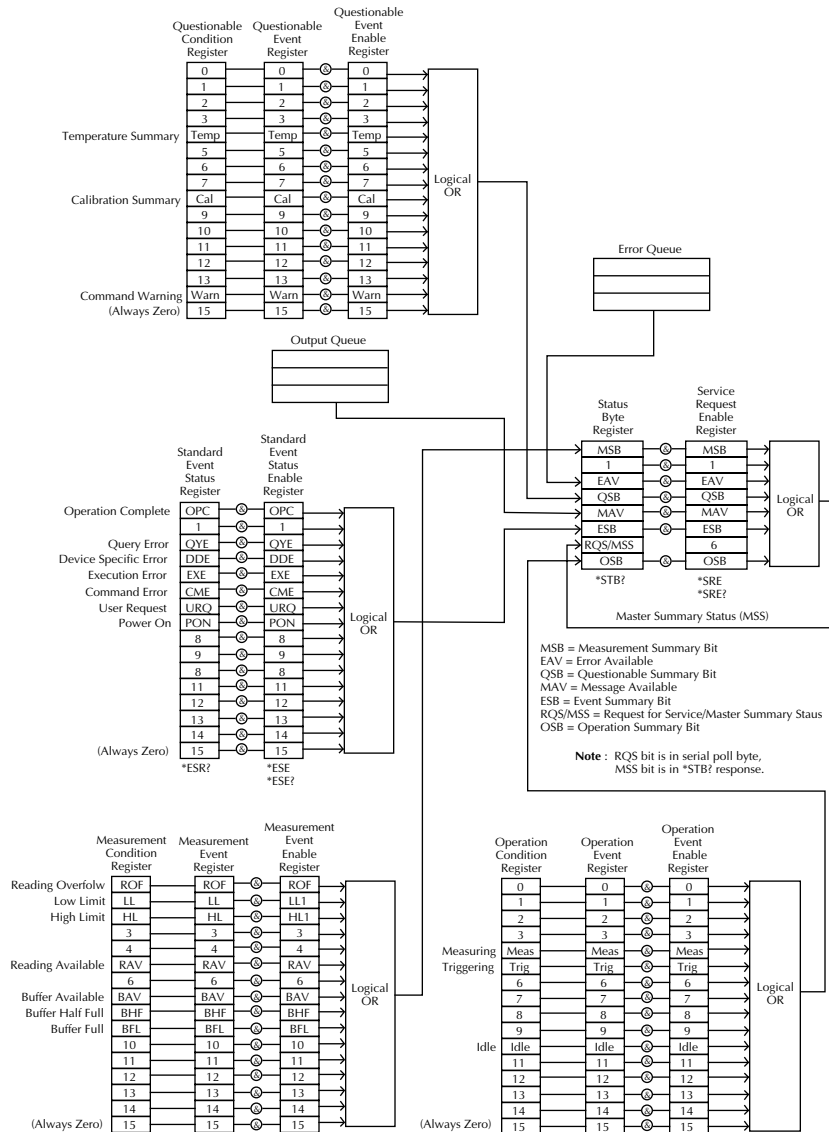 Questionable
Condition
Register
Questionable
Event
Register
Questionable
Event
Enable
Register
0 0 & 0
1 1 & 1
2 2 & 2
3 3 & 3
Temperature Summary Temp Temp & Temp
5 5 & 5
6 6 & 6
7 7 & 7
Calibration Summary Cal Cal & Cal
9 9 & 9
10 10 & 10
11 11 & 11
12 12 & 12
13 13 & 13
Command Warning Warn Warn & Warn
(Always Zero) 15 15 & 15
Logical
OR
Error Queue
Output Queue
Status
Byte
Register
Service
Request
Enable
Register
MSB & MSB
1 & 1
EAV & EAV
QSB & QSB
MAV & MAV
ESB & ESB
RQS/MSS 6
OSB & OSB
*STB?
*SRE
*SRE?
Logical
OR
Master Summary Status (MSS)
Standard
Event
Status
Register
Standard
Event
Status
Enable
Register
Operation Complete OPC & OPC
1 & 1
Query Error QYE & QYE
Device Specific Error DDE & DDE
Execution Error EXE & EXE
Command Error CME & CME
User Request URQ & URQ
Power On PON & PON
8 & 8
9 & 9
8 & 8
11 & 11
12 & 12
13 & 13
14 & 14
(Always Zero) 15 & 15
*ESR?
*ESE
*ESE?
Logical
OR
MSB = Measurement Summary Bit
EAV = Error Available
QSB = Questionable Summary Bit
MAV = Message Available
ESB = Event Summary Bit
RQS/MSS = Request for Service/Master Summary Staus
OSB = Operation Summary Bit
Note : RQS bit is in serial poll byte,
MSS bit is in *STB? response.
Measurement
Condition
Register
Measurement
Event
Register
Measurement
Event
Enable
Register
Reading Overfolw ROF ROF & ROF
Low Limit LL LL & LL1
High Limit HL HL & HL1
3 3 & 3
4 4 & 4
Reading Available RAV RAV & RAV
6 6 & 6
Buffer Available BAV BAV & BAV
Buffer Half Full BHF BHF & BHF
Buffer Full BFL BFL & BFL
10 10 & 10
11 11 & 11
12 12 & 12
13 13 & 13
14 14 & 14
(Always Zero) 15 15 & 15
Logical
OR
Operation
Condition
Register
Operation
Event
Register
Operation
Event
Enable
Register
0 0 & 0
1 1 & 1
2 2 & 2
3 3 & 3
Measuring Meas Meas & Meas
Triggering Trig Trig & Trig
6 6 & 6
7 7 & 7
8 8 & 8
9 9 & 9
Idle Idle Idle & Idle
11 11 & 11
12 12 & 12
13 13 & 13
14 14 & 14
(Always Zero) 15 15 & 15
Logical
OR